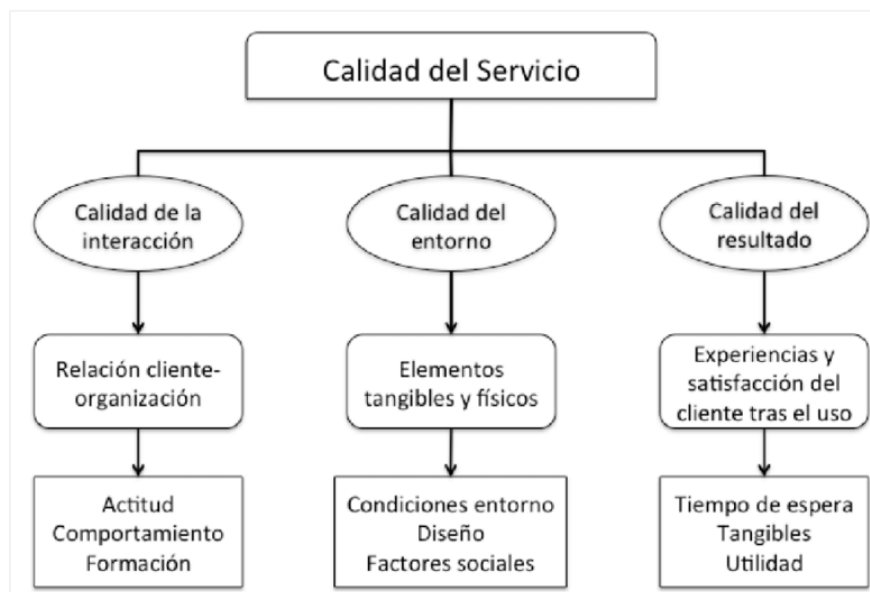 Calidad del Servicio
Calidad de la
interacción
Calidad del
entorno
Calidad del
resultado
Relación cliente-
organización
Elementos
tangibles y físicos
Experiencias y
satisfacción del
cliente tras el uso
Actitud
Comportamiento
Formación
Condiciones entorno
Diseño
Factores sociales
Tiempo de espera
Tangibles
Utilidad